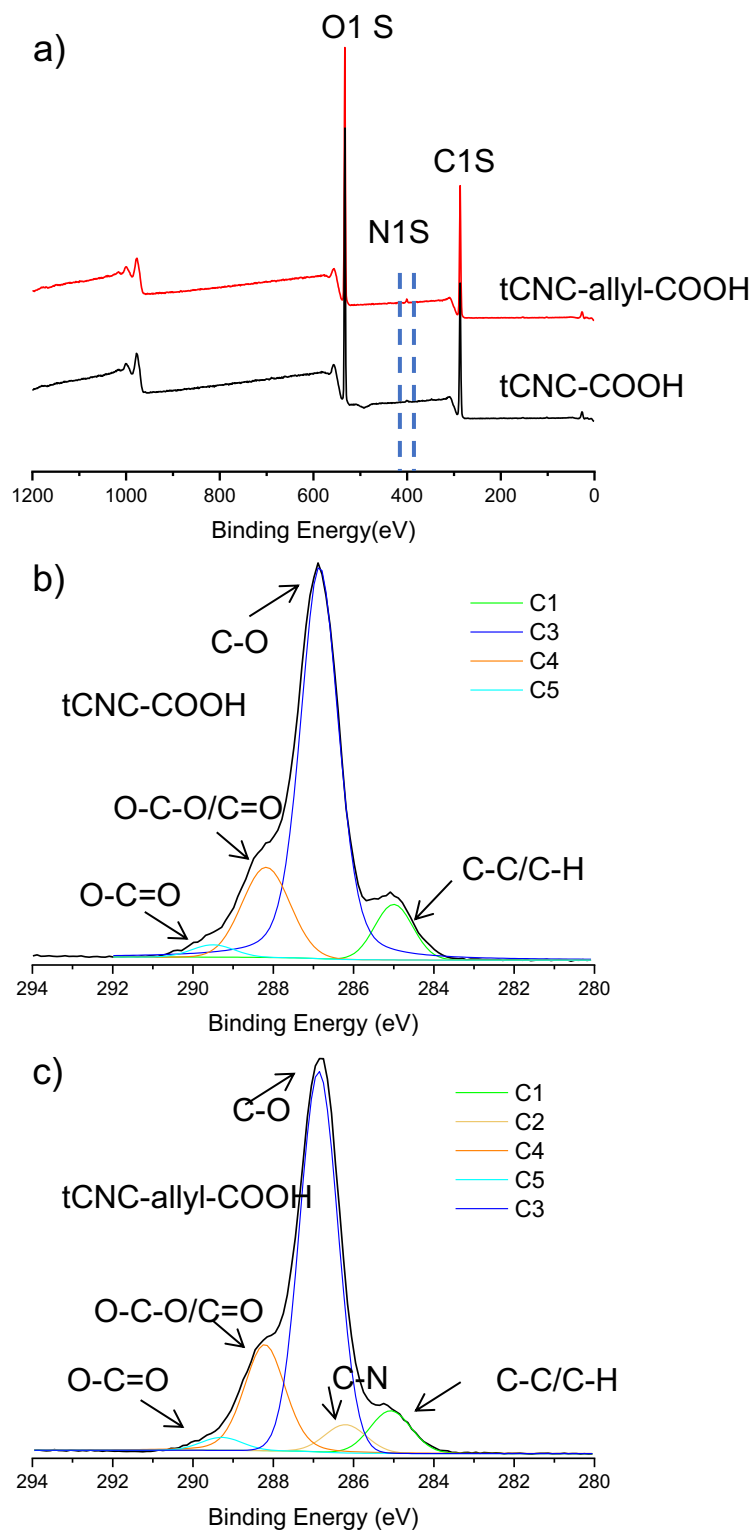 a)
O1 S
C1S
N1S
tCNC-allyl-COOH
tCNC-COOH
1200 1000 800 600 400 200 0
Binding Energy(eV)
b)
C1
C3
C4
C5
C-O
tCNC-COOH
O-C-O/C=O
C-C/C-H
O-C=O
294 292 290 288 286 284 282 280
Binding Energy (eV)
c)
C1
C2
C4
C5
C3
C-O
tCNC-allyl-COOH
O-C-O/C=O
O-C=O
C-N
C-C/C-H
294 292 290 288 286 284 282 280
Binding Energy (eV)